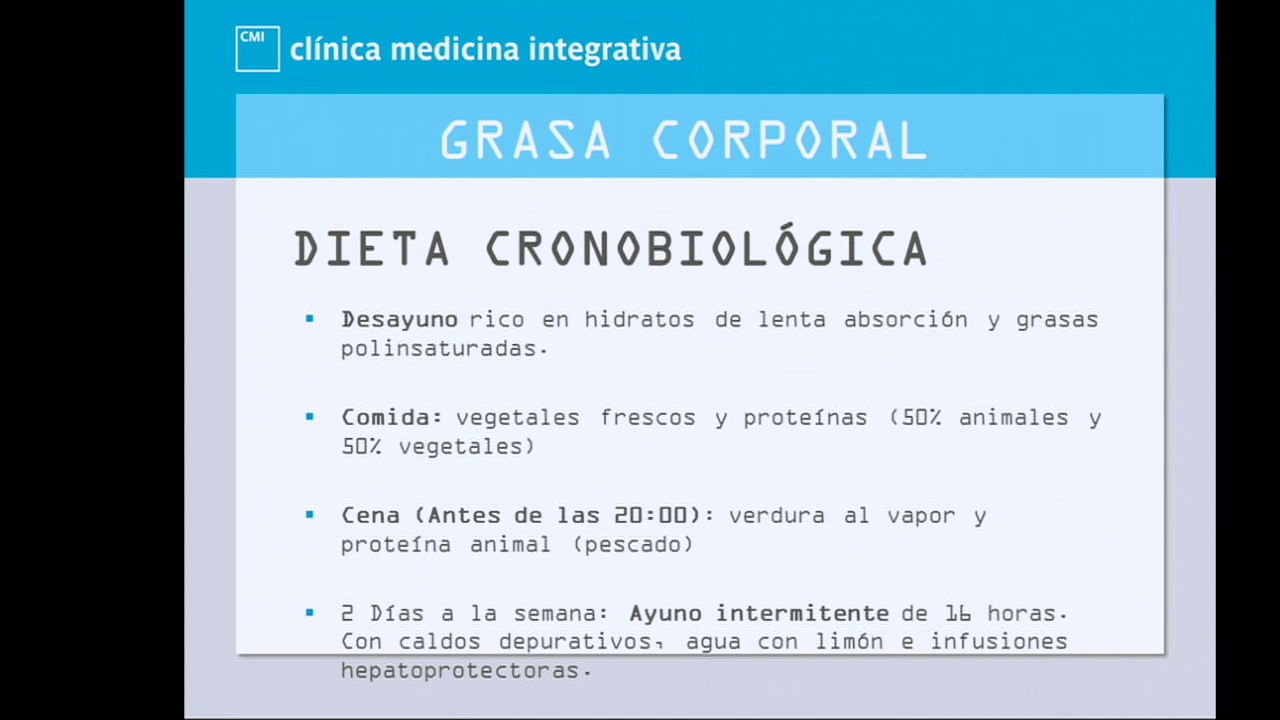 CMI
clínica medicina integrativa
GRASA CORPORAL
DIETA CRONOBIOLÓGICA
▪ Desayuno rico en hidratos de lenta absorción y grasas
polinsaturadas.
▪ Comida: vegetales frescos y proteínas (50% animales y
50% vegetales)
▪ Cena (Antes de las 20:00): verdura al vapor y
proteína animal (pescado)
▪ 2 Días a la semana: Ayuno intermitente de 16 horas.
Con caldos depurativos, agua con limón e infusiones
hepatoprotectoras.